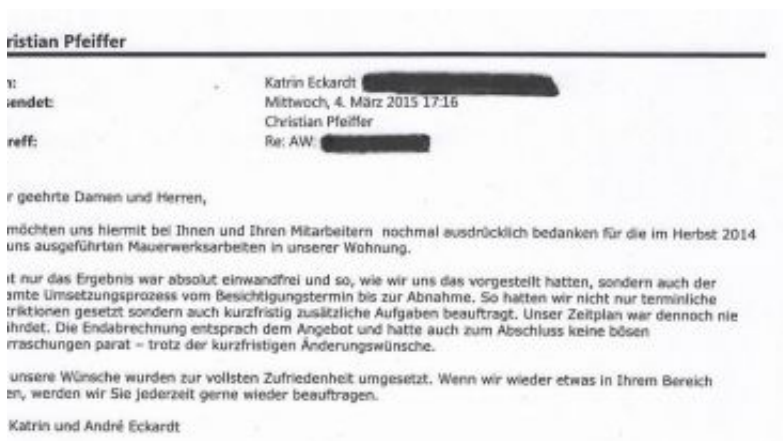 ristian Pfeiffer
n: Katrin Eckardt
sendet: Mittwoch, 4. März 2015 17:16
Christian Pfeiffer
reff: Re: AW:
r geehrte Damen und Herren,
möchten uns hiermit bei Ihnen und Ihren Mitarbeitern nochmal ausdrücklich bedanken für die im Herbst 2014
uns ausgeführten Mauerwerksarbeiten in unserer Wohnung.
t nur das Ergebnis war absolut einwandfrei und so, wie wir uns das vorgestellt hatten, sondern auch der
amte Umsetzungsprozess vom Besichtigungstermin bis zur Abnahme. So hatten wir nicht nur terminliche
triktionen gesetzt sondern auch kurzfristig zusätzliche Aufgaben beauftragt. Unser Zeitplan war dennoch nie
ährdet. Die Endabrechnung entsprach dem Angebot und hatte auch zum Abschluss keine bösen
rraschungen parat – trotz der kurzfristigen Änderungswünsche.
unsere Wünsche wurden zur vollsten Zufriedenheit umgesetzt. Wenn wir wieder etwas in Ihrem Bereich
en, werden wir Sie jederzeit gerne wieder beauftragen.
Katrin und André Eckardt